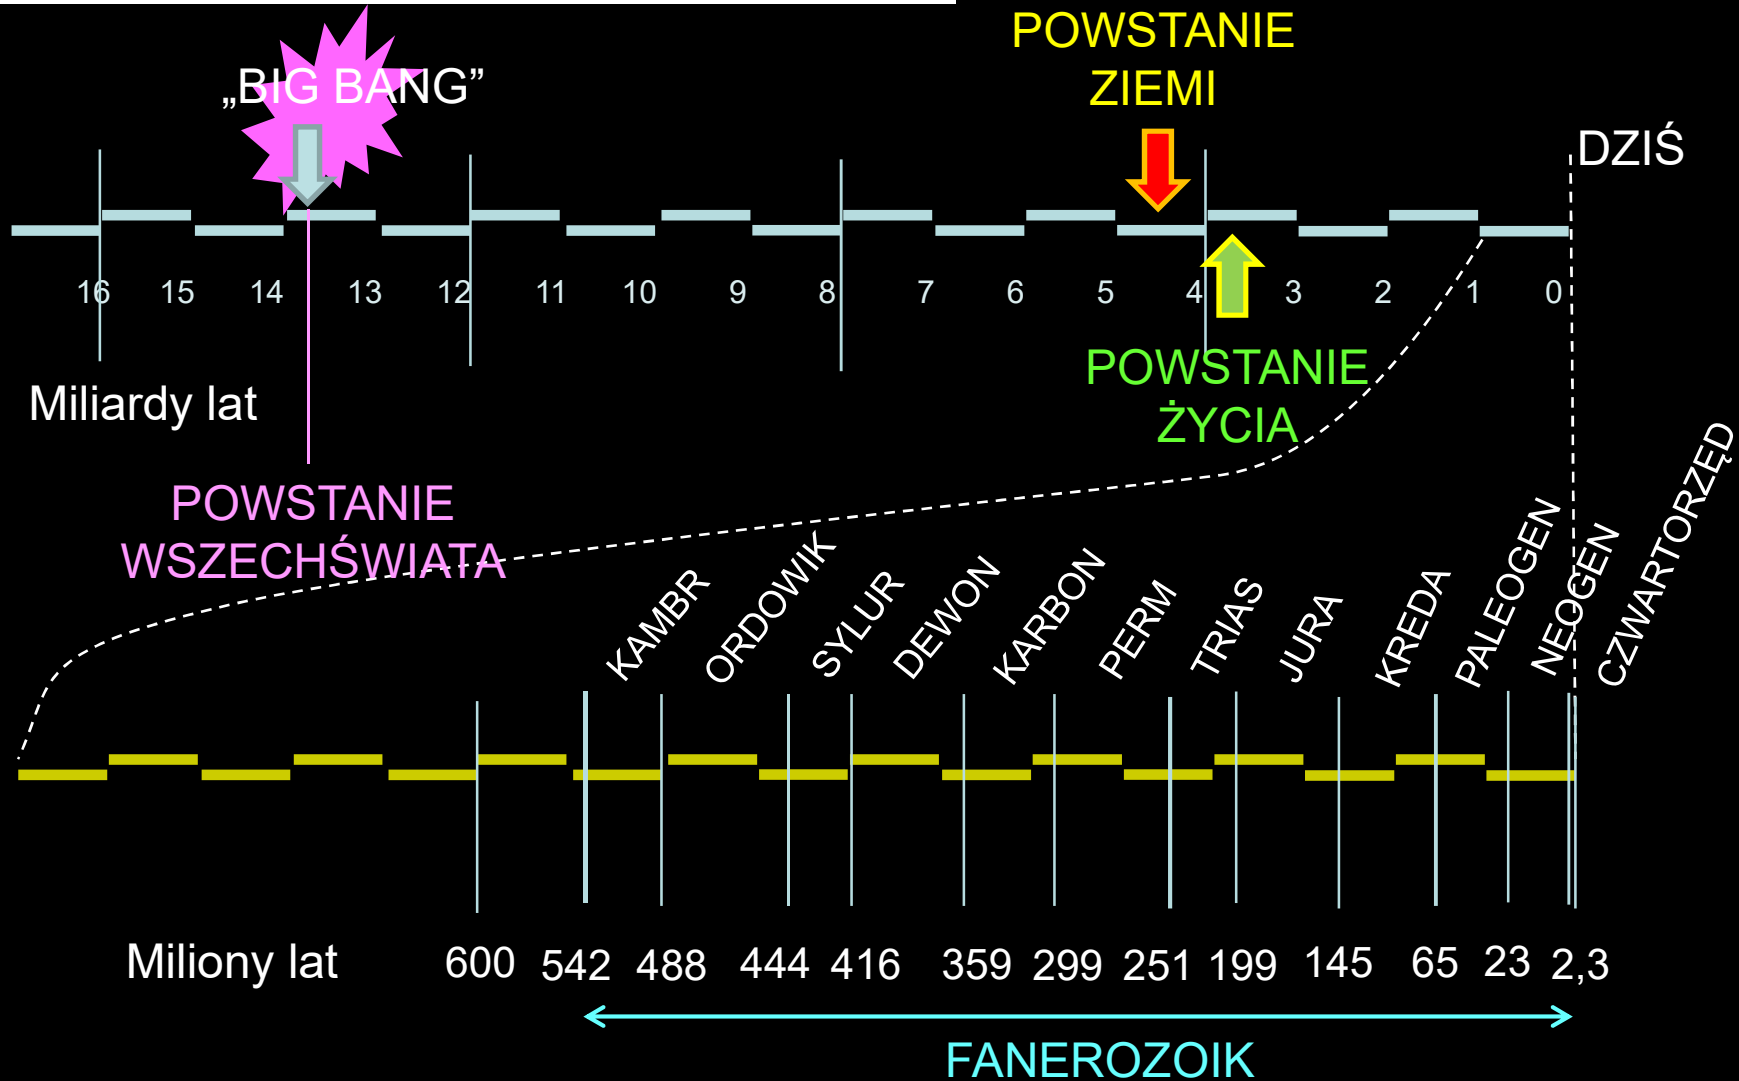 POWSTANIE
ZIEMI
„BIG BANG”
DZIŚ
16 15 14 13 12 11 10 9 8 7 6 5 4 3 2 1 0
POWSTANIE
ŻYCIA
Miliardy lat
POWSTANIE
WSZECHŚWIATA
KAMBR
ORDOWIK
SYLUR
DEWON
KARBON
PERM
TRIAS
JURA
KREDA
PALEOGEN
NEOGEN
CZWARTORZĘD
Miliony lat 600 542 488 444 416 359 299 251 199 145 65 23 2,3
FANEROZOIK